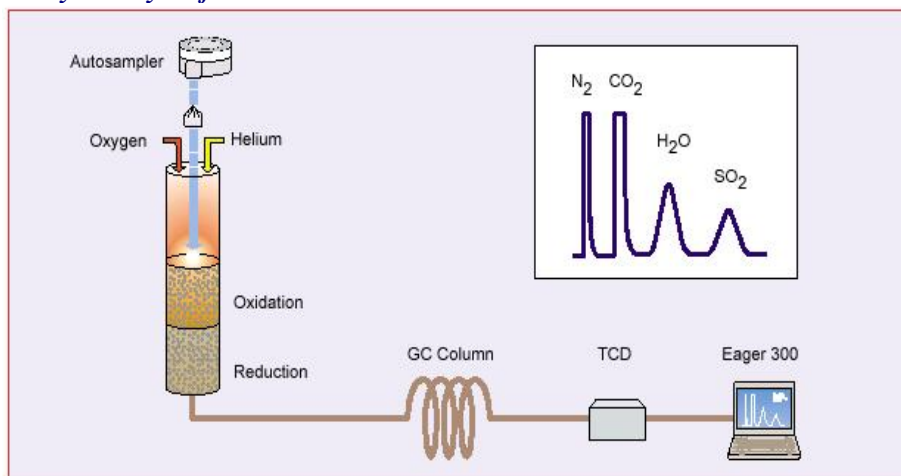 Autosampler
Oxygen
Helium
Oxidation
Reduction
GC Column
TCD
Eager 300
N2
CO2
H2O
SO2